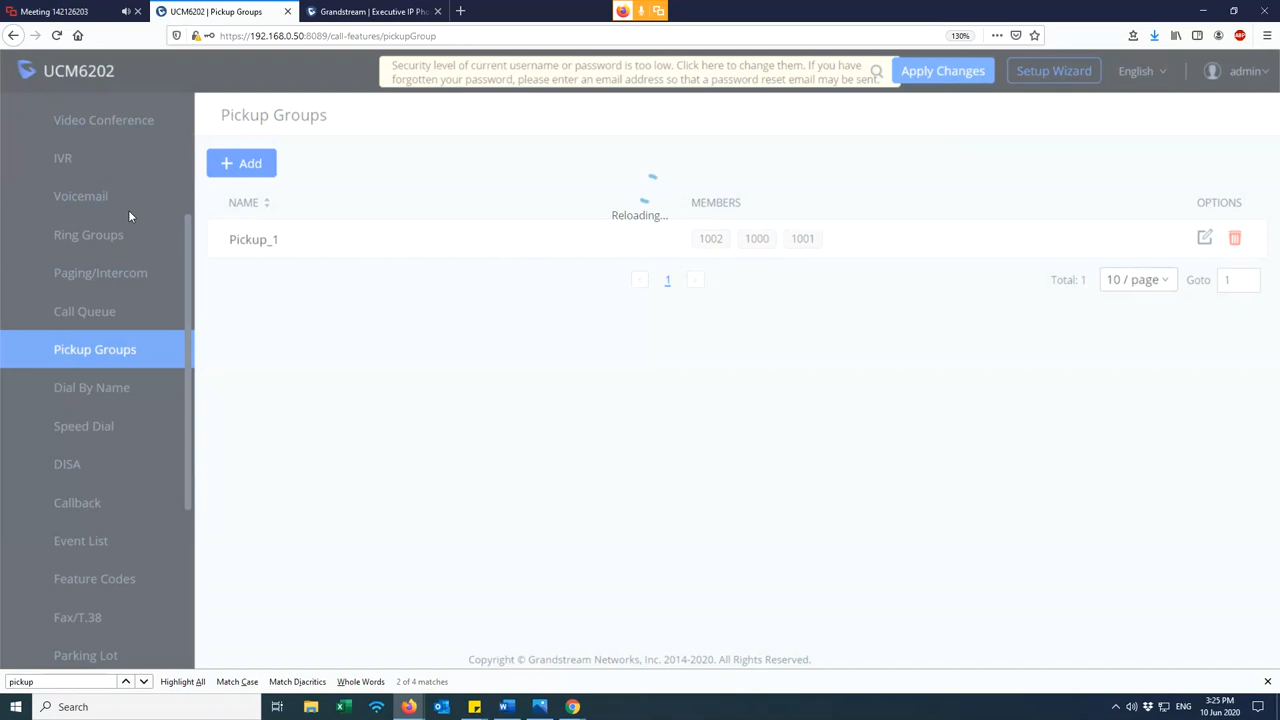 Meeting 142126203
UCM6202 | Pickup Groups
Grandstream | Executive IP Pho
https://192.168.0.50:8089/call-features/pickupGroup
130%
ABP
UCM6202
Security level of current username or password is too low. Click here to change them. If you have
forgotten your password, please enter an email address so that a password reset email may be sent.
Apply Changes
Setup Wizard
English
admin
Video Conference
IVR
Voicemail
Ring Groups
Paging/Intercom
Call Queue
Pickup Groups
Dial By Name
Speed Dial
DISA
Callback
Event List
Feature Codes
Fax/T.38
Parking Lot
Pickup Groups
+ Add
NAME
MEMBERS
OPTIONS
Reloading...
Pickup_1
1002
1000
1001
< 1 >
Total: 1
10 / page
Goto
1
Copyright © Grandstream Networks, Inc. 2014-2020. All Rights Reserved.
pickup
Highlight All
Match Case
Match Diacritics
Whole Words
2 of 4 matches
Search
ENG
3:25 PM
10 Jun 2020